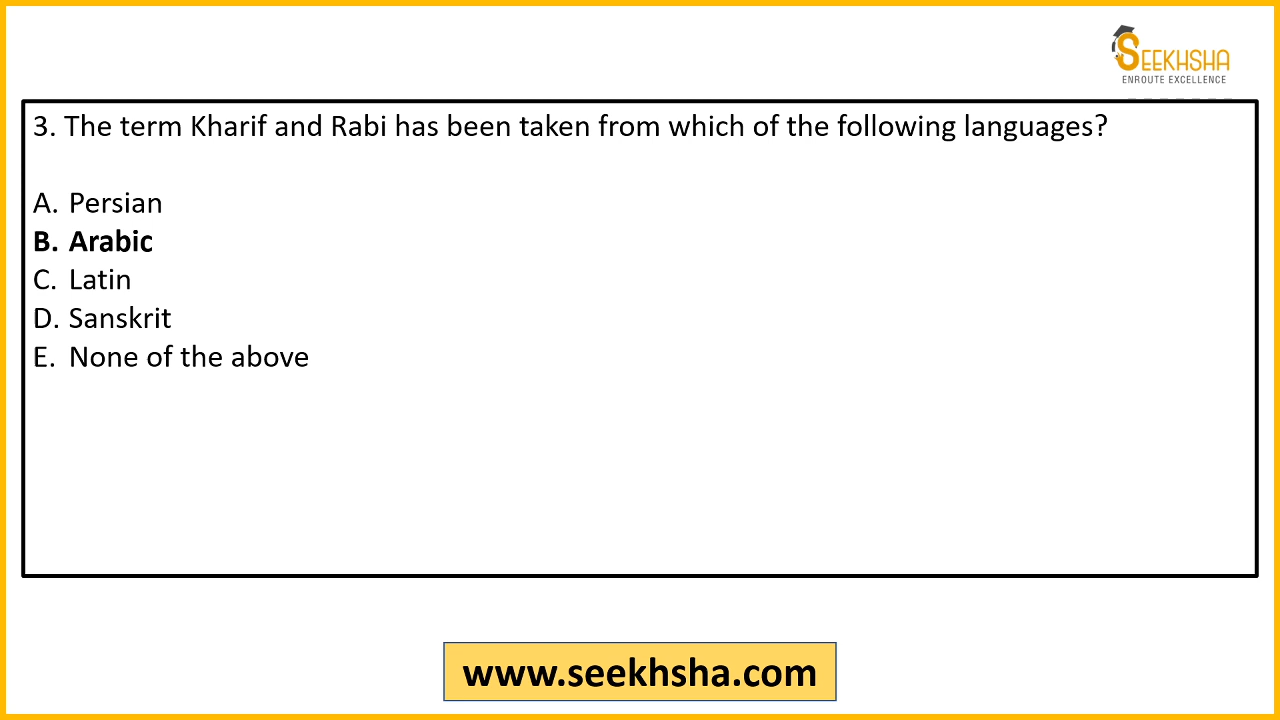 SEEKHSHA
ENROUTE EXCELLENCE
3. The term Kharif and Rabi has been taken from which of the following languages?
A. Persian
B. Arabic
C. Latin
D. Sanskrit
E. None of the above
www.seekhsha.com